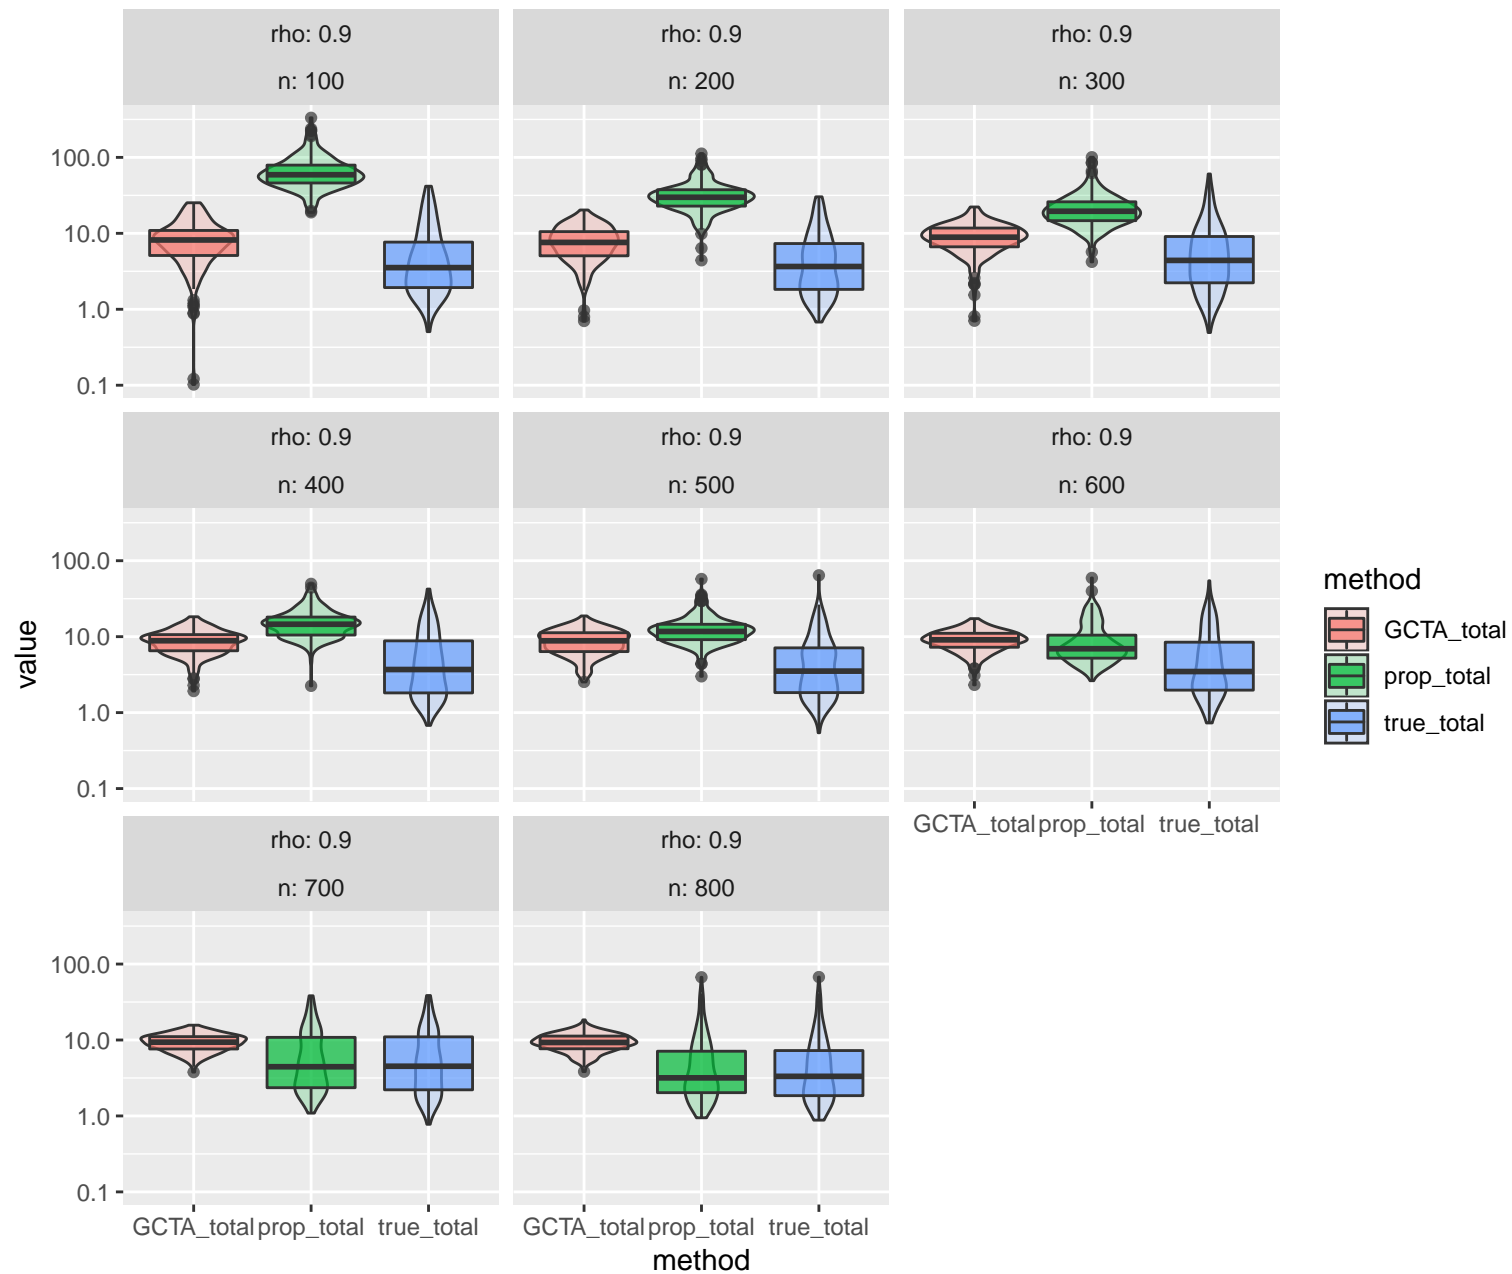 rho: 0.9
rho: 0.9
rho: 0.9
n: 100
n: 200
n: 300
100.0
10.0
1.0
0.1
rho: 0.9
rho: 0.9
rho: 0.9
n: 400
n: 500
n: 600
100.0
10.0
1.0
0.1
GCTA_total prop_total true_total
rho: 0.9
rho: 0.9
n: 700
n: 800
100.0
10.0
1.0
0.1
GCTA_total prop_total true_total
GCTA_total prop_total true_total
method
value
method
GCTA_total
prop_total
true_total